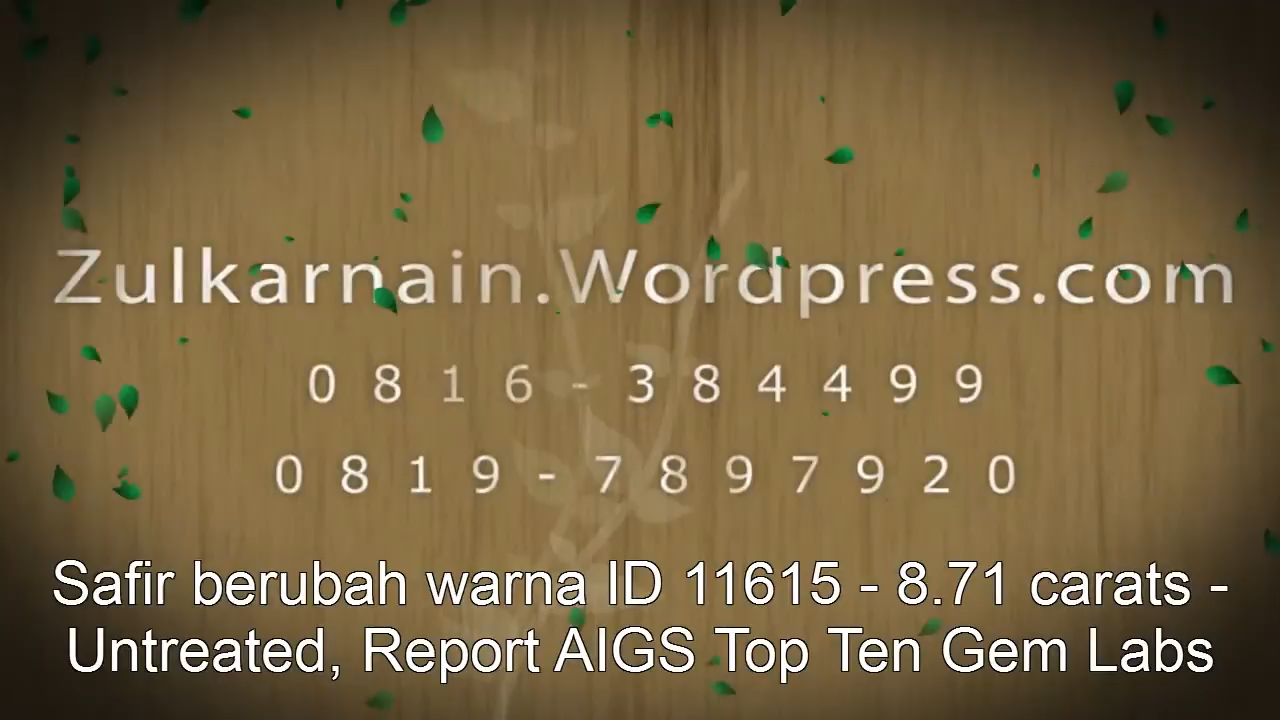 Zulkarnain.Wordpress.com
0816-384499
0819-7897920
Safir berubah warna ID 11615 - 8.71 carats -
Untreated, Report AIGS Top Ten Gem Labs